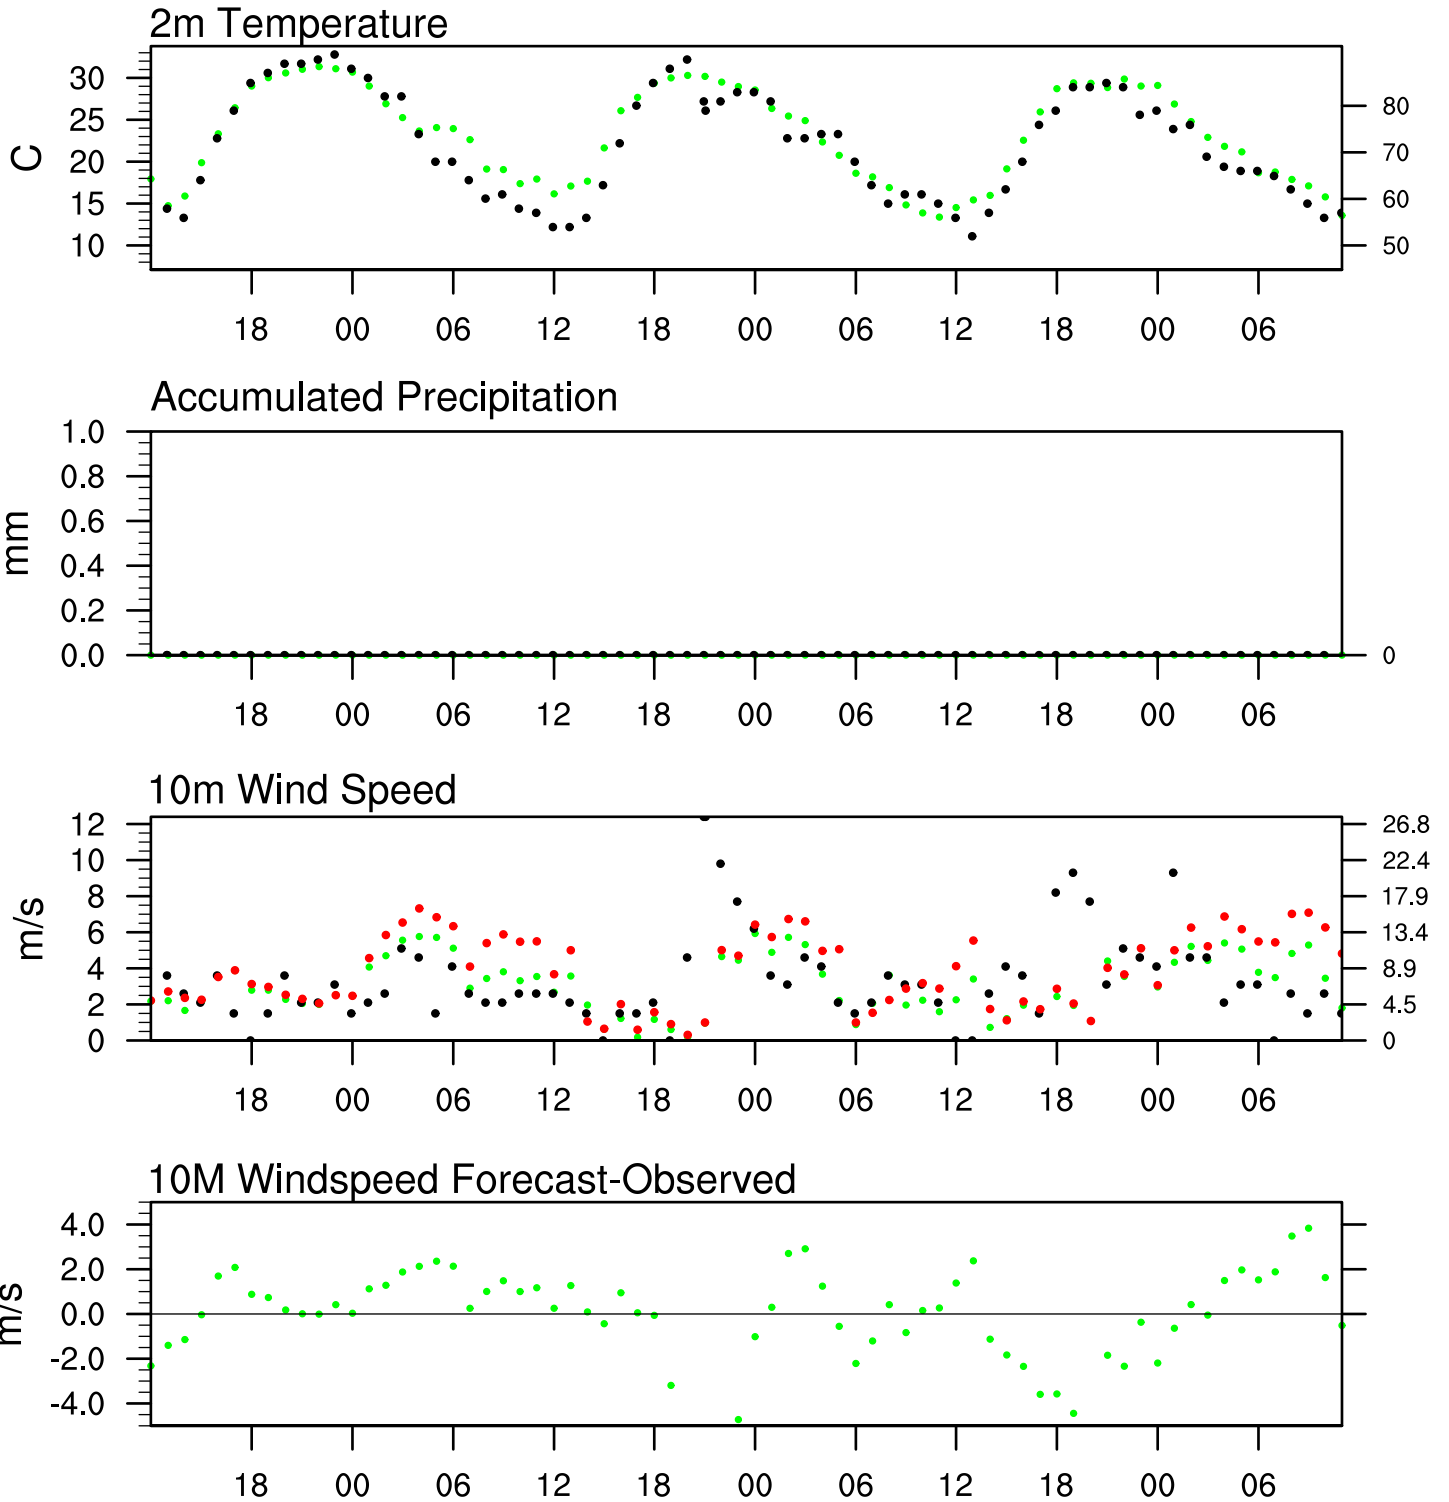 2m Temperature
30
25
20
15
10
C
80
70
60
50
18 00 06 12 18 00 06 12 18 00 06
Accumulated Precipitation
1.0
0.8
0.6
0.4
0.2
0.0
mm
0
18 00 06 12 18 00 06 12 18 00 06
10m Wind Speed
12
10
8
6
4
2
0
m/s
26.8
22.4
17.9
13.4
8.9
4.5
0
18 00 06 12 18 00 06 12 18 00 06
10M Windspeed Forecast-Observed
4.0
2.0
0.0
-2.0
-4.0
m/s
18 00 06 12 18 00 06 12 18 00 06